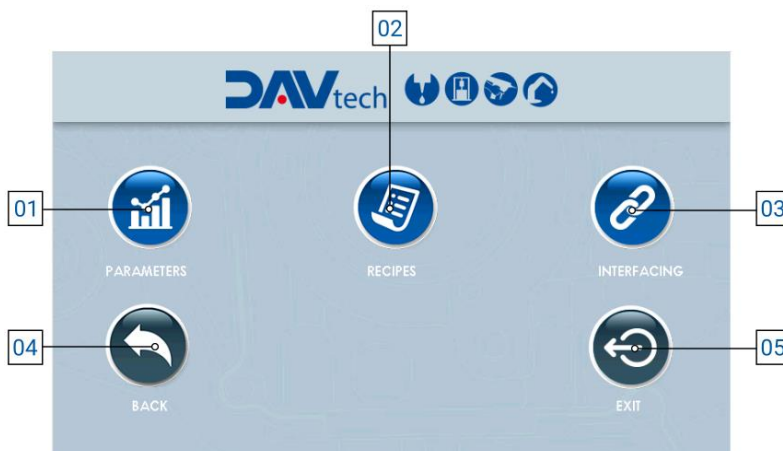 02
DAVtech
01
03
PARAMETERS
RECIPES
INTERFACING
04
05
BACK
EXIT